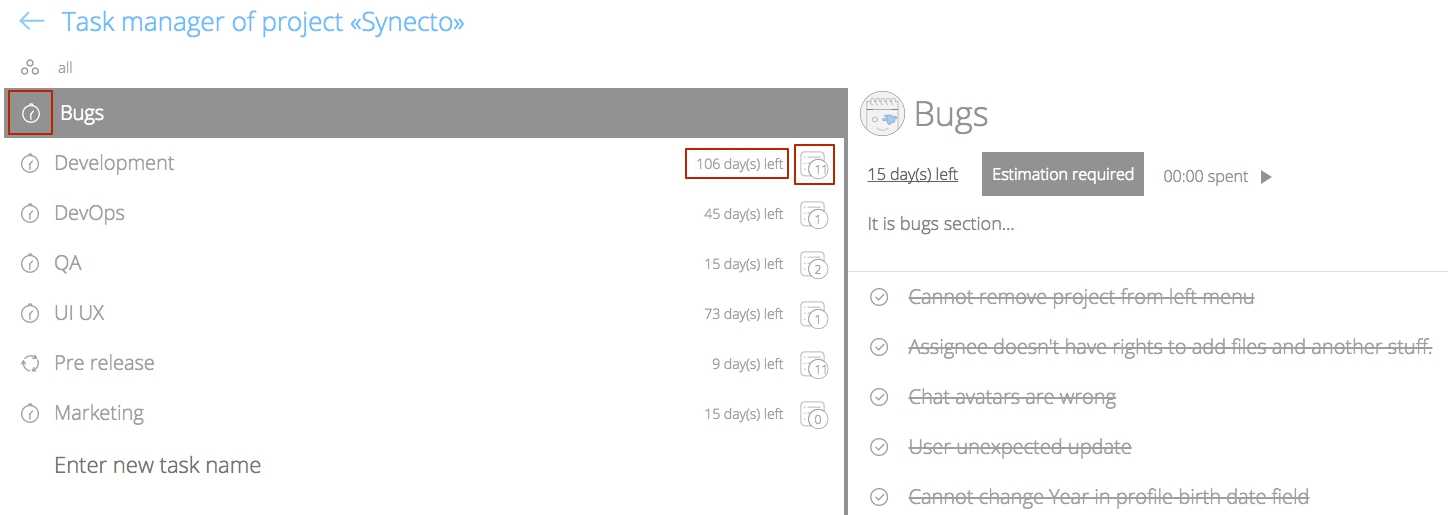 Task manager of project «Synecto»
all
Bugs
Development 106 day(s) left 11
DevOps 45 day(s) left 1
QA 15 day(s) left 2
UI UX 73 day(s) left 1
Pre release 9 day(s) left 11
Marketing 15 day(s) left 0
Enter new task name
Bugs
15 day(s) left Estimation required 00:00 spent
It is bugs section...
Cannot remove project from left menu
Assignee doesn't have rights to add files and another stuff.
Chat avatars are wrong
User unexpected update
Cannot change Year in profile birth date field